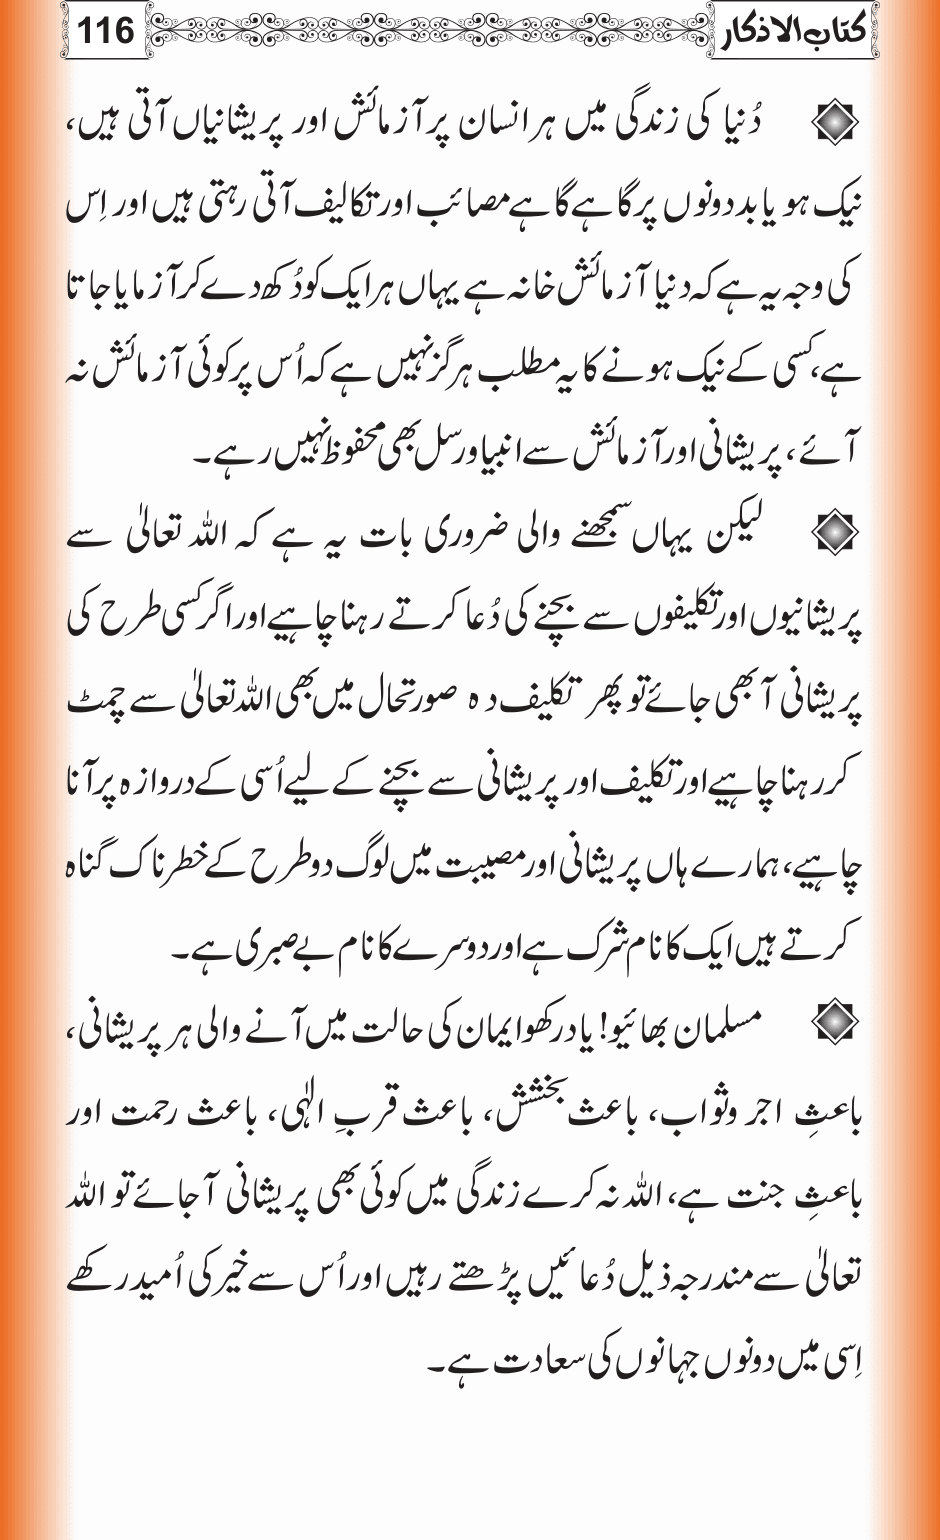 كتاب الاذكار
116
دُنیا کی زندگی میں ہر انسان پر آزمائش اور پریشانیاں آتی ہیں،
نیک ہو یا بد دونوں پر گاہے گاہے مصائب اور تکالیف آتی رہتی ہیں اور اِس
کی وجہ یہ ہے کہ دنیا آزمائش خانہ ہے یہاں ہر ایک کو دُکھ دے کر آزمایا جاتا
ہے، کسی کے نیک ہونے کا یہ مطلب ہرگز نہیں ہے کہ اُس پر کوئی آزمائش نہ
آئے، پریشانی اور آزمائش سے انبیا ورسل بھی محفوظ نہیں رہے۔
لیکن یہاں سمجھنے والی ضروری بات یہ ہے کہ اللہ تعالیٰ سے
پریشانیوں اور تکلیفوں سے بچنے کی دُعا کرتے رہنا چاہیے اور اگر کسی طرح کی
پریشانی آبھی جائے تو پھر تکلیف دہ صورتحال میں بھی اللہ تعالیٰ سے چمٹ
کر رہنا چاہیے اور تکلیف اور پریشانی سے بچنے کے لیے اُسی کے دروازہ پر آنا
چاہیے، ہمارے ہاں پریشانی اور مصیبت میں لوگ دو طرح کے خطرناک گناہ
کرتے ہیں ایک کا نام شرک ہے اور دوسرے کا نام بے صبری ہے۔
مسلمان بھائیو! یاد رکھو ایمان کی حالت میں آنے والی ہر پریشانی،
باعثِ اجر وثواب، باعث بخشش، باعث قربِ الٰہی، باعث رحمت اور
باعثِ جنت ہے، اللہ نہ کرے زندگی میں کوئی بھی پریشانی آجائے تو اللہ
تعالیٰ سے مندرجہ ذیل دُعائیں پڑھتے رہیں اور اُس سے خیر کی اُمید رکھے
اِسی میں دونوں جہانوں کی سعادت ہے۔